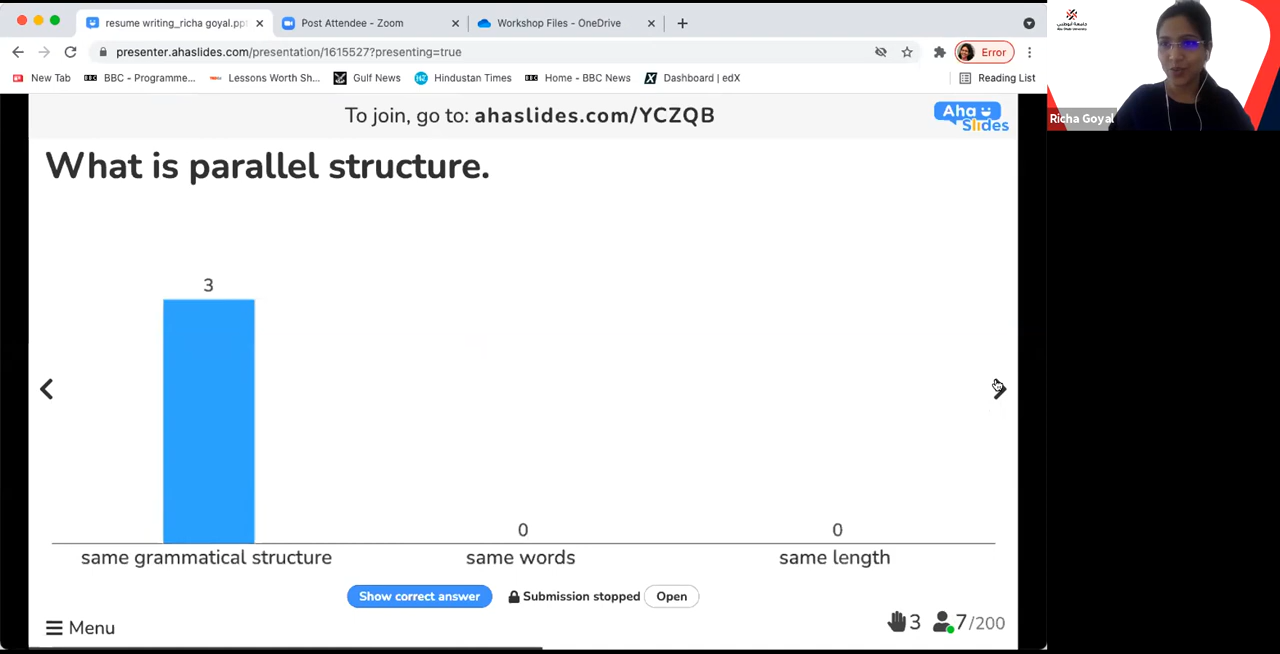 resume writing_richa goyal.pp
Post Attendee - Zoom
Workshop Files - OneDrive
presenter.ahaslides.com/presentation/1615527?presenting=true
Error
New Tab
BBC - Programme...
Lessons Worth Sh...
Gulf News
Hindustan Times
Home - BBC News
Dashboard | edX
Reading List
To join, go to: ahaslides.com/YCZQB
Aha
Slides
What is parallel structure.
3
0
0
same grammatical structure
same words
same length
Show correct answer
Submission stopped
Open
Menu
3
7/200
Richa Goyal